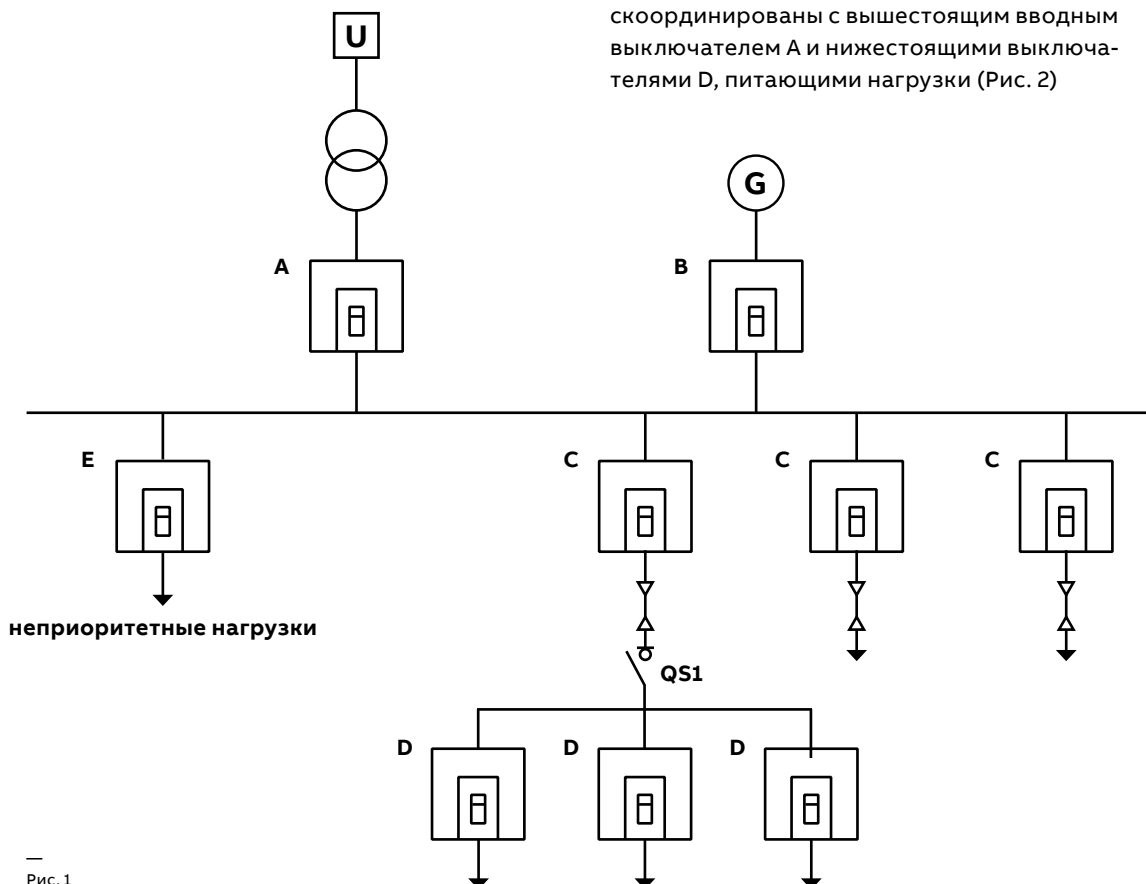 скоординированы с вышестоящим вводным
выключателем A и нижестоящими выключа-
телями D, питающими нагрузки (Рис. 2)
U
G
A
B
E
C
C
C
неприоритетные нагрузки
QS1
D
D
D
—
Рис. 1